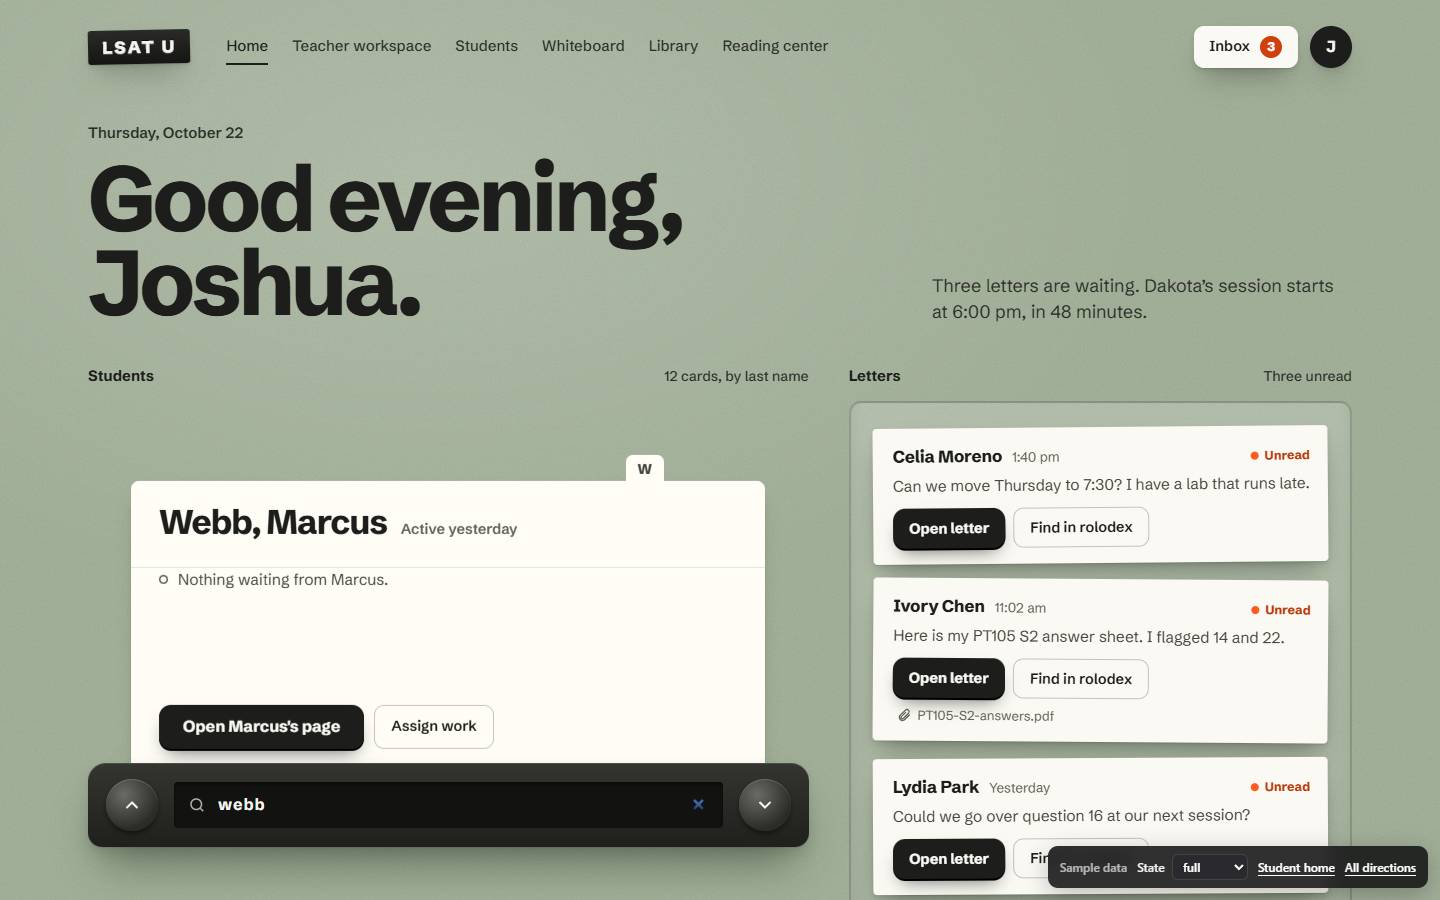 LSAT U
Home
Teacher workspace
Students
Whiteboard
Library
Reading center
Inbox 3
J
Thursday, October 22
Good evening,
Joshua.
Three letters are waiting. Dakota’s session starts
at 6:00 pm, in 48 minutes.
Students
12 cards, by last name
W
Webb, Marcus Active yesterday
Nothing waiting from Marcus.
Open Marcus's page
Assign work
webb
Letters
Three unread
Celia Moreno 1:40 pm
Unread
Can we move Thursday to 7:30? I have a lab that runs late.
Open letter
Find in rolodex
Ivory Chen 11:02 am
Unread
Here is my PT105 S2 answer sheet. I flagged 14 and 22.
Open letter
Find in rolodex
PT105-S2-answers.pdf
Lydia Park Yesterday
Unread
Could we go over question 16 at our next session?
Open letter
Sample data State full Student home All directions